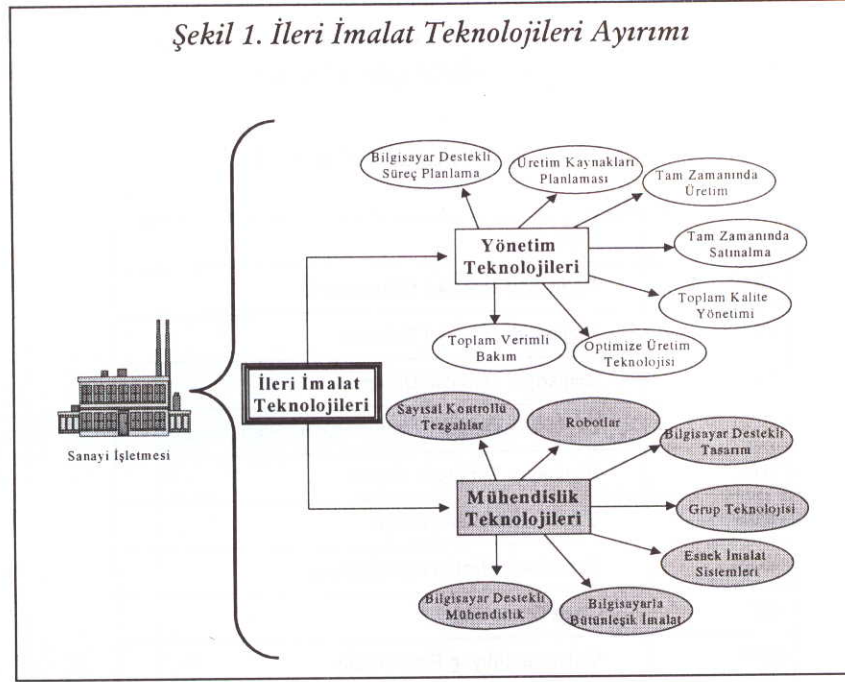 Şekil 1. İleri İmalat Teknolojileri Ayırımı
Bilgisayar Destekli
Süreç Planlama
Üretim Kaynakları
Planlaması
Tam Zamanında
Üretim
Yönetim
Teknolojileri
Tam Zamanında
Satınalma
Toplam Kalite
Yönetimi
Toplam Verimli
Bakım
Optimize Üretim
Teknolojisi
İleri İmalat
Teknolojileri
Sanayi İşletmesi
Sayısal Kontrollü
Tezgahlar
Robotlar
Bilgisayar Destekli
Tasarım
Mühendislik
Teknolojileri
Grup Teknolojisi
Esnek İmalat
Sistemleri
Bilgisayar Destekli
Mühendislik
Bilgisayarla
Bütünleşik İmalat